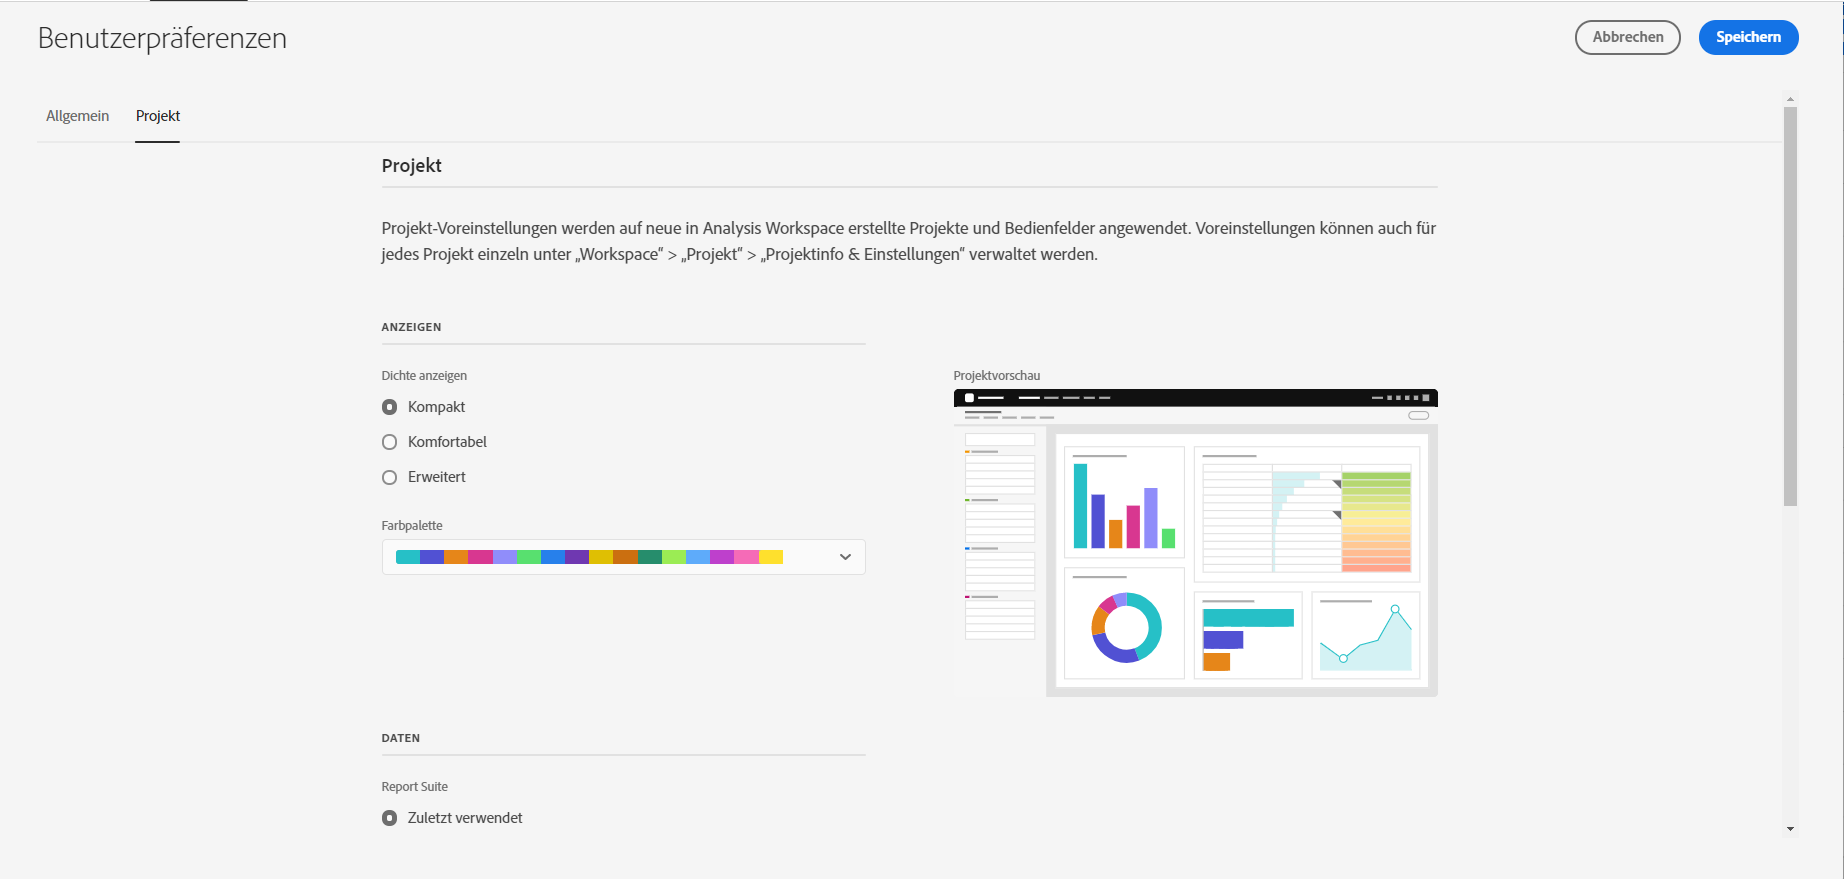 Benutzerpräferenzen
Abbrechen
Speichern
Allgemein
Projekt
Projekt
Projekt-Voreinstellungen werden auf neue in Analysis Workspace erstellte Projekte und Bedienfelder angewendet. Voreinstellungen können auch für
jedes Projekt einzeln unter „Workspace“ > „Projekt“ > „Projektinfo & Einstellungen“ verwaltet werden.
ANZEIGEN
Dichte anzeigen
Kompakt
Komfortabel
Erweitert
Farbpalette
Projektvorschau
DATEN
Report Suite
Zuletzt verwendet